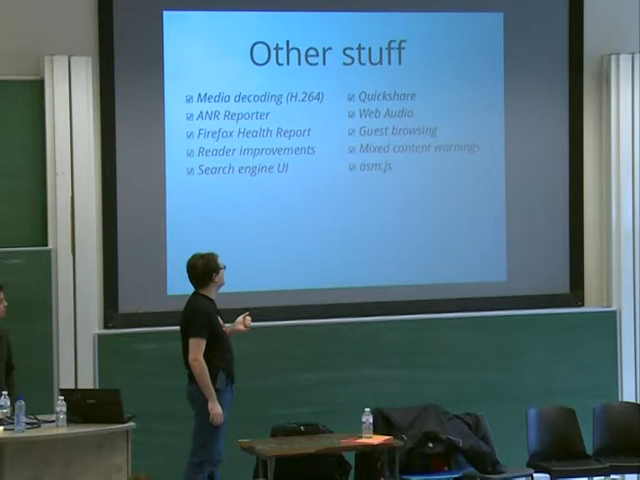 Other stuff
☑ Media decoding (H.264)
☑ ANR Reporter
☑ Firefox Health Report
☑ Reader improvements
☑ Search engine UI
☑ Quickshare
☑ Web Audio
☑ Guest browsing
☑ Mixed content warnings
☑ asm.js